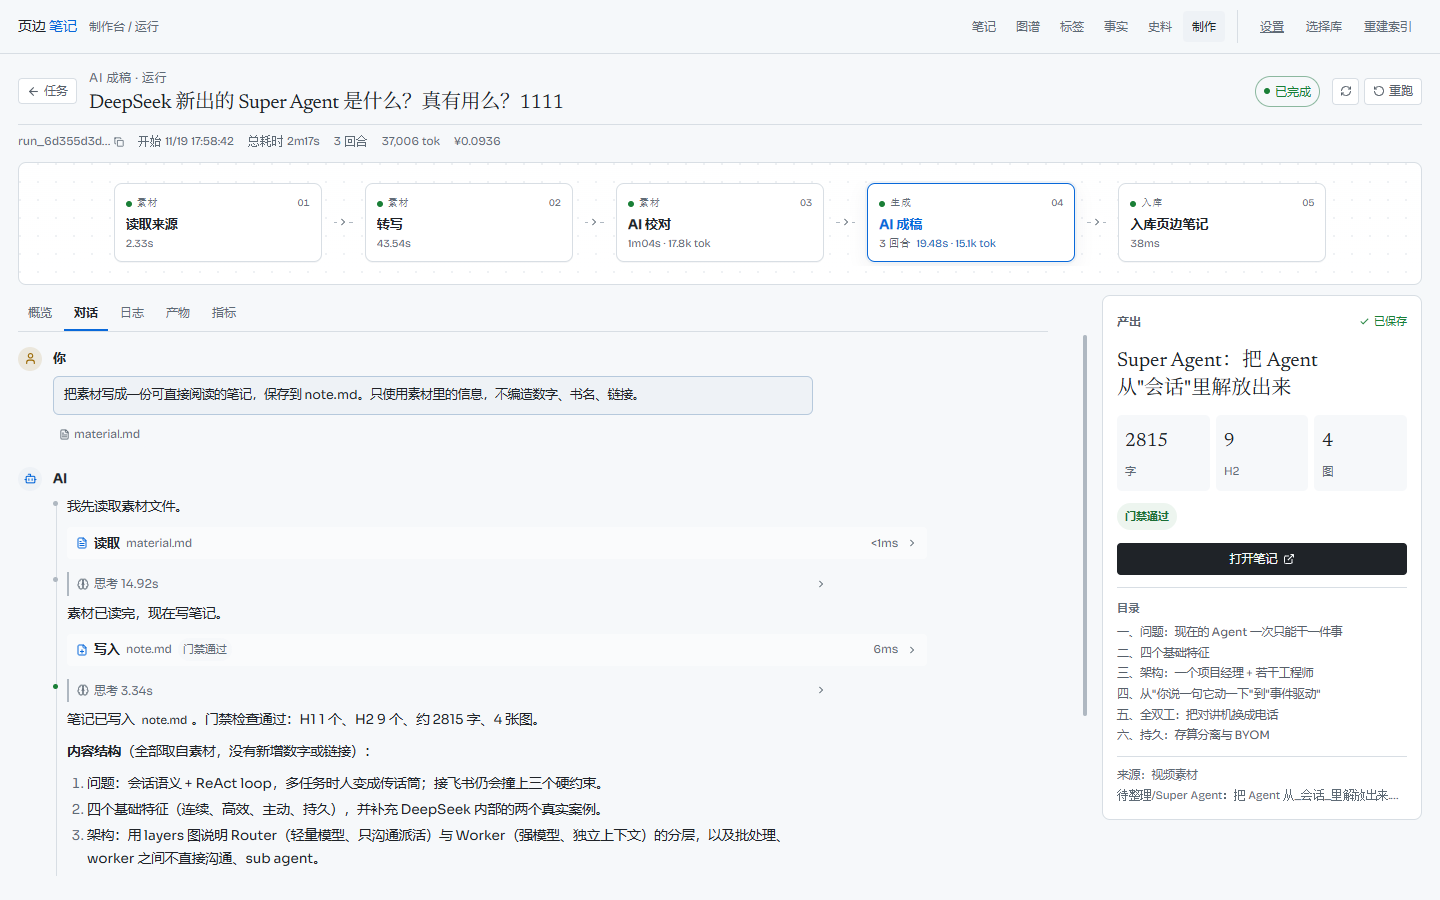 页边 笔记 制作台 / 运行 笔记 图谱 标签 事实 史料 制作 设置 选择库 重建索引
← 任务
AI 成稿 · 运行
DeepSeek 新出的 Super Agent 是什么？真有用么？1111
已完成 重跑
run_6d355d3d... 开始 11/19 17:58:42 总耗时 2m17s 3 回合 37,006 tok ¥0.0936
素材 01
读取来源
2.33s
素材 02
转写
43.54s
素材 03
AI 校对
1m04s · 17.8k tok
生成 04
AI 成稿
3 回合 19.48s · 15.1k tok
入库 05
入库页边笔记
38ms
概览 对话 日志 产物 指标
你
把素材写成一份可直接阅读的笔记，保存到 note.md。只使用素材里的信息，不编造数字、书名、链接。
material.md
AI
我先读取素材文件。
读取 material.md <1ms
思考 14.92s
素材已读完，现在写笔记。
写入 note.md 门禁通过 6ms
思考 3.34s
笔记已写入 note.md 。门禁检查通过：H1 1 个、H2 9 个、约 2815 字、4 张图。
内容结构（全部取自素材，没有新增数字或链接）：
1. 问题：会话语义 + ReAct loop，多任务时人变成传话筒；接飞书仍会撞上三个硬约束。
2. 四个基础特征（连续、高效、主动、持久），并补充 DeepSeek 内部的两个真实案例。
3. 架构：用 layers 图说明 Router（轻量模型、只沟通派活）与 Worker（强模型、独立上下文）的分层，以及批处理、
worker 之间不直接沟通、sub agent。
产出 已保存
Super Agent：把 Agent
从"会话"里解放出来
2815 9 4
字 H2 图
门禁通过
打开笔记
目录
一、问题：现在的 Agent 一次只能干一件事
二、四个基础特征
三、架构：一个项目经理 + 若干工程师
四、从"你说一句它动一下"到"事件驱动"
五、全双工：把对讲机换成电话
六、持久：存算分离与 BYOM
来源：视频素材
待整理/Super Agent：把 Agent 从_会话_里解放出来....